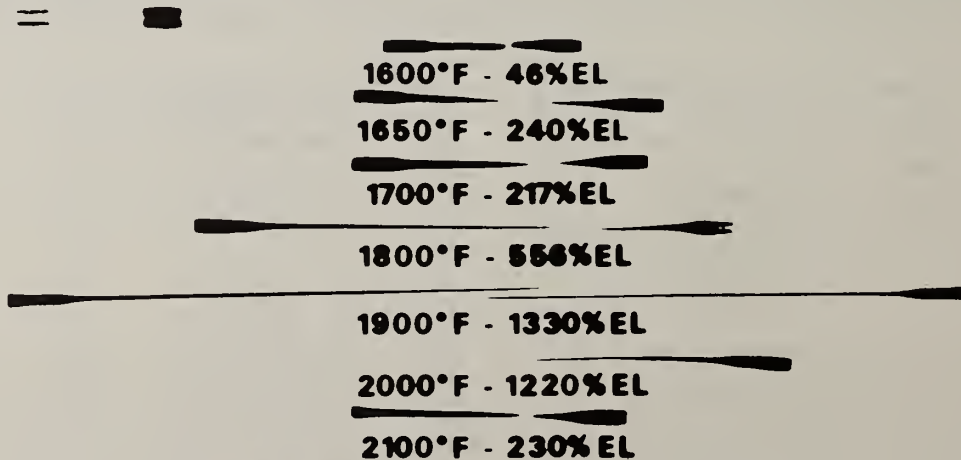 1600°F - 46%EL
1650°F - 240%EL
1700°F - 217%EL
1800°F - 556%EL
1900°F - 1330%EL
2000°F - 1220%EL
2100°F - 230%EL